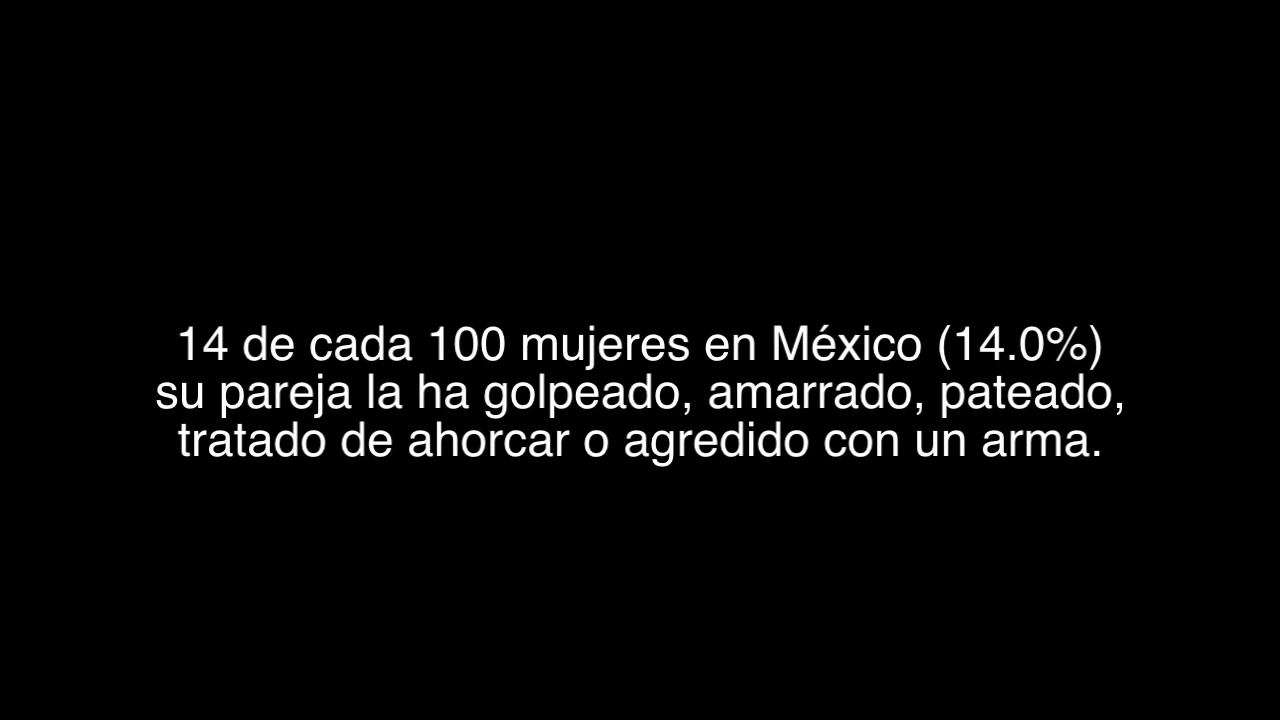 14 de cada 100 mujeres en México (14.0%)
su pareja la ha golpeado, amarrado, pateado,
tratado de ahorcar o agredido con un arma.